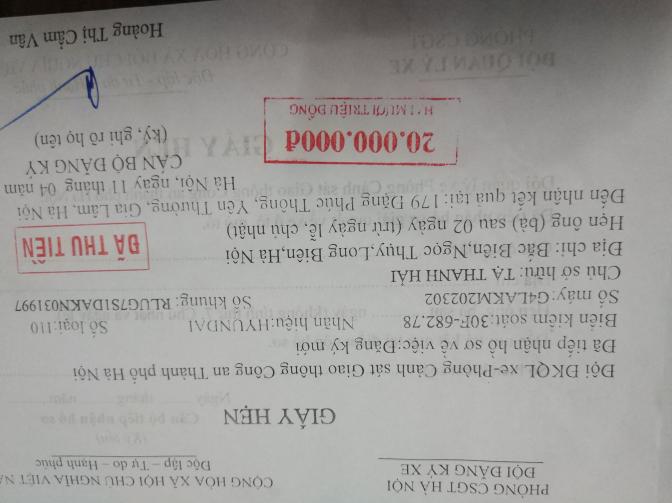 PHÒNG CSGT HÀ NỘI
ĐỘI ĐĂNG KÝ XE
CỘNG HÒA XÃ HỘI CHỦ NGHĨA VIỆT NA
Độc lập - Tự do - Hạnh phúc
GIẤY HẸN
Đội ĐKQL xe-Phòng Cảnh sát Giao thông Công an Thành phố Hà Nội
Đã tiếp nhận hồ sơ về việc:Đăng ký mới
Biển kiểm soát:30F-682.78 Nhãn hiệu:HYUNDAI Số loại:i10
Số máy:G4LAKM202302 Số khung: RLUG7S1DAKN031997
Chủ sở hữu: TẠ THANH HẢI
Địa chỉ: Bắc Biên,Ngọc Thụy,Long Biên,Hà Nội
Hẹn ông (bà) sau 02 ngày (trừ ngày lễ, chủ nhật)
Đến nhận kết quả tại: 179 Đặng Phúc Thông, Yên Thường, Gia Lâm, Hà Nội
Hà Nội, ngày 11 tháng 04 năm
CÁN BỘ ĐĂNG KÝ
(ký, ghi rõ họ tên)
ĐÃ THU TIỀN
20.000.000đ
HAI MƯƠI TRIỆU ĐỒNG
Hoàng Thị Cẩm Vân